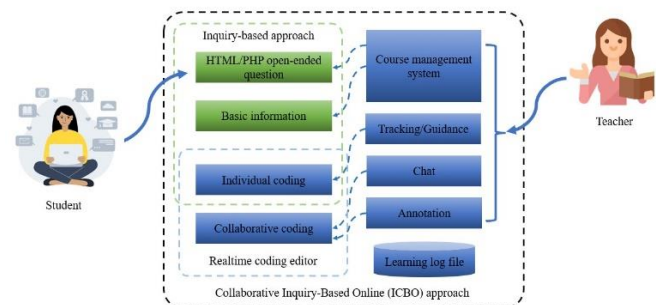 Inquiry-based approach
HTML/PHP open-ended
question
Basic information
Individual coding
Collaborative coding
Realtime coding editor
Course management
system
Tracking/Guidance
Chat
Annotation
Learning log file
Collaborative Inquiry-Based Online (ICBO) approach
Student
Teacher